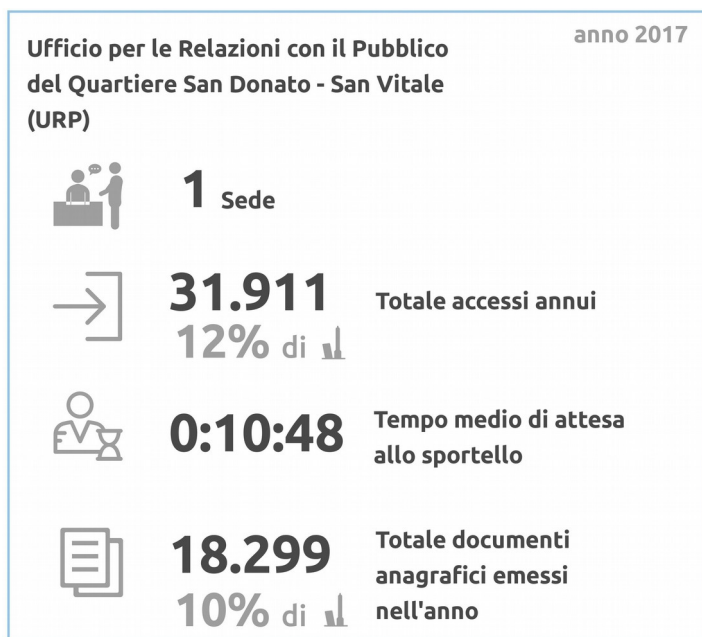 anno 2017
Ufficio per le Relazioni con il Pubblico
del Quartiere San Donato - San Vitale
(URP)
1 Sede
31.911 Totale accessi annui
12% di
0:10:48
Tempo medio di attesa
allo sportello
18.299
10% di
Totale documenti
anagrafici emessi
nell'anno